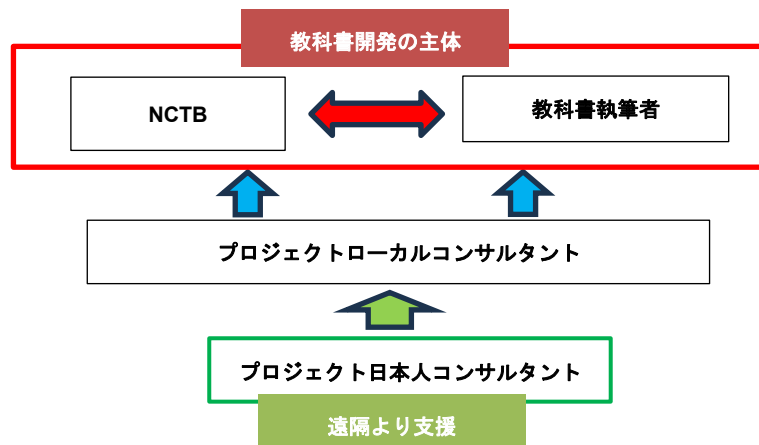 教科書開発の主体
NCTB
教科書執筆者
プロジェクトローカルコンサルタント
プロジェクト日本人コンサルタント
遠隔より支援